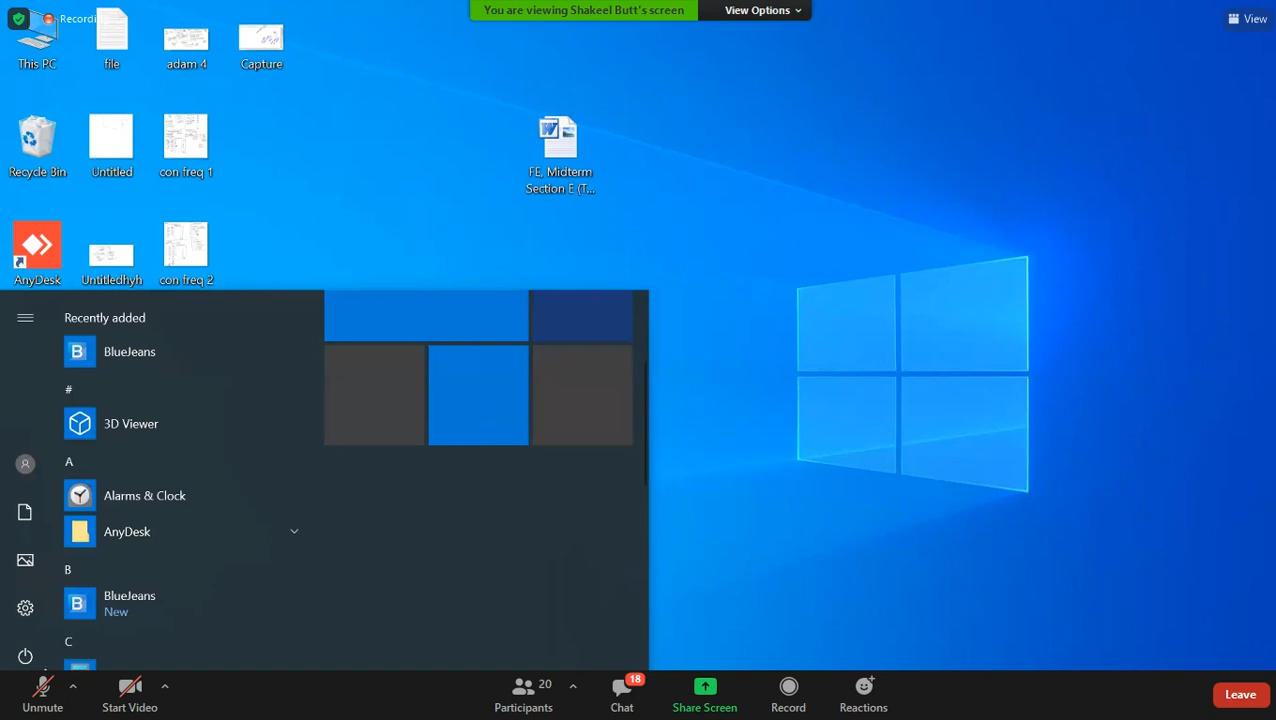 Recordi
You are viewing Shakeel Butt's screen
View Options
View
This PC
file
adam 4
Capture
Recycle Bin
Untitled
con freq 1
FE, Midterm
Section E (T...
AnyDesk
Untitledhyh
con freq 2
Recently added
BlueJeans
#
3D Viewer
A
Alarms & Clock
AnyDesk
B
BlueJeans
New
C
Unmute
Start Video
20
Participants
18
Chat
Share Screen
Record
Reactions
Leave